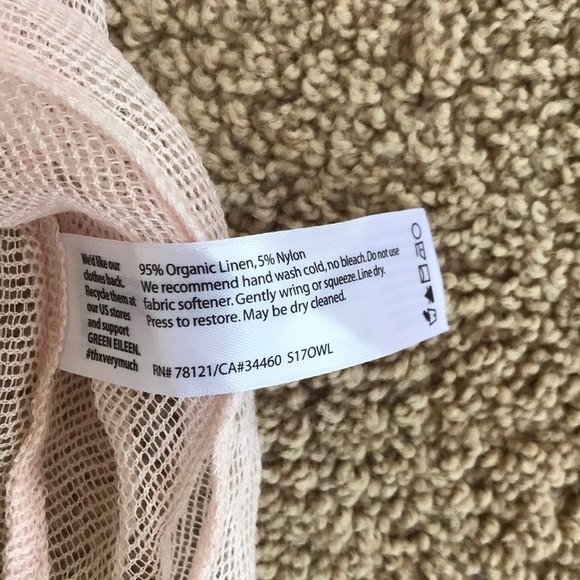 We'd like our
clothes back.
Recycle them at
our US stores
and support
GREEN EILEEN.
#thxverymuch
95% Organic Linen, 5% Nylon
We recommend hand wash cold, no bleach. Do not use
fabric softener. Gently wring or squeeze. Line dry.
Press to restore. May be dry cleaned.
RN# 78121/CA#34460 S17OWL